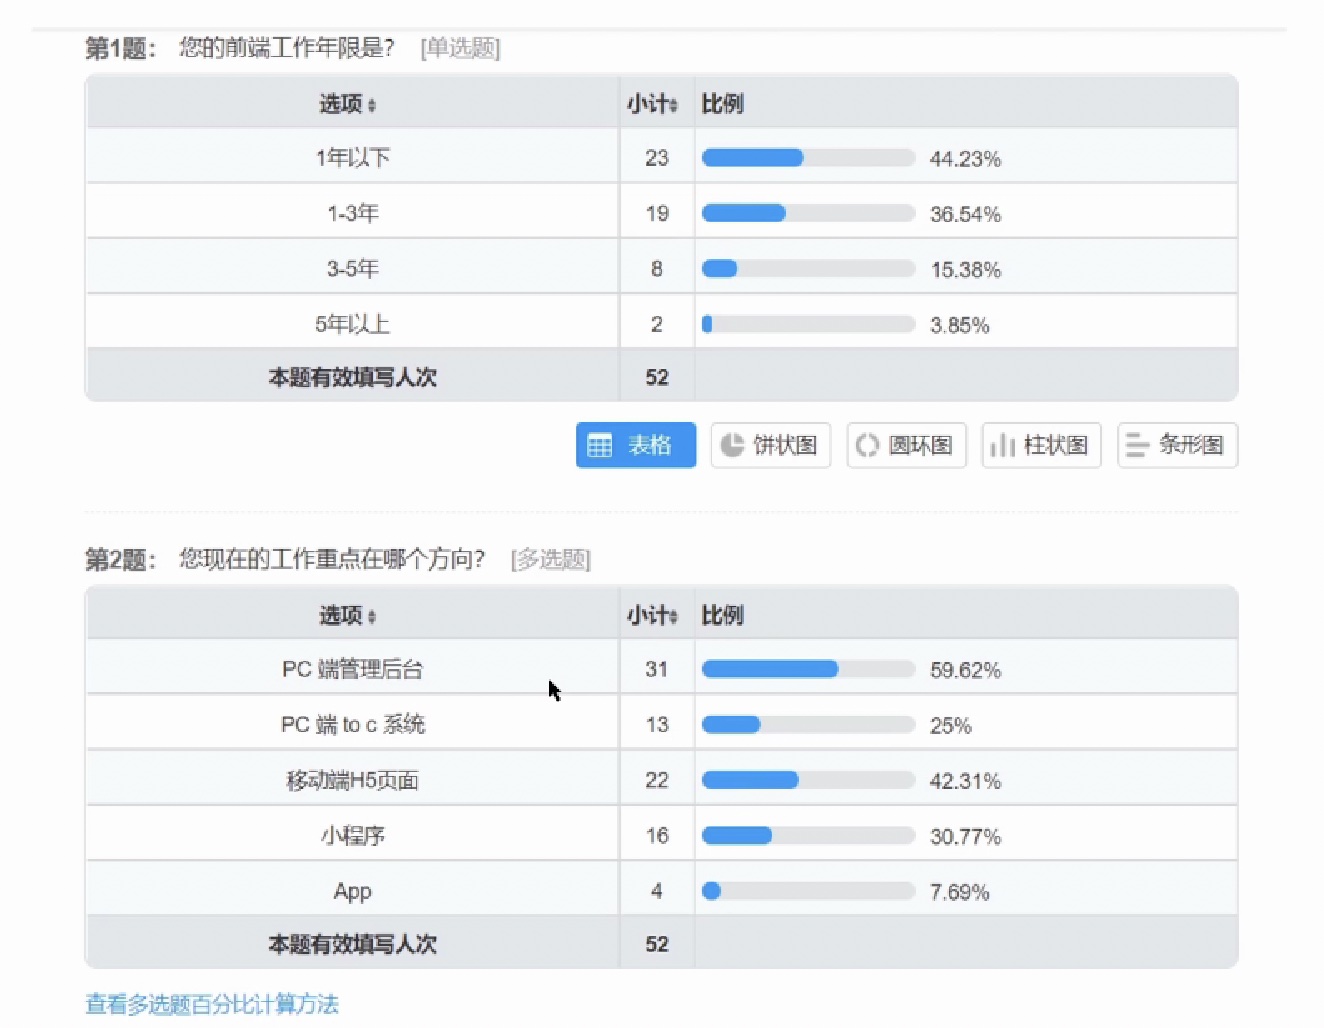 第1题： 您的前端工作年限是？ [单选题]
选项 小计 比例
1年以下 23 44.23%
1-3年 19 36.54%
3-5年 8 15.38%
5年以上 2 3.85%
本题有效填写人次 52
表格 饼状图 圆环图 柱状图 条形图
第2题： 您现在的工作重点在哪个方向？ [多选题]
选项 小计 比例
PC 端管理后台 31 59.62%
PC 端 to c 系统 13 25%
移动端H5页面 22 42.31%
小程序 16 30.77%
App 4 7.69%
本题有效填写人次 52
查看多选题百分比计算方法